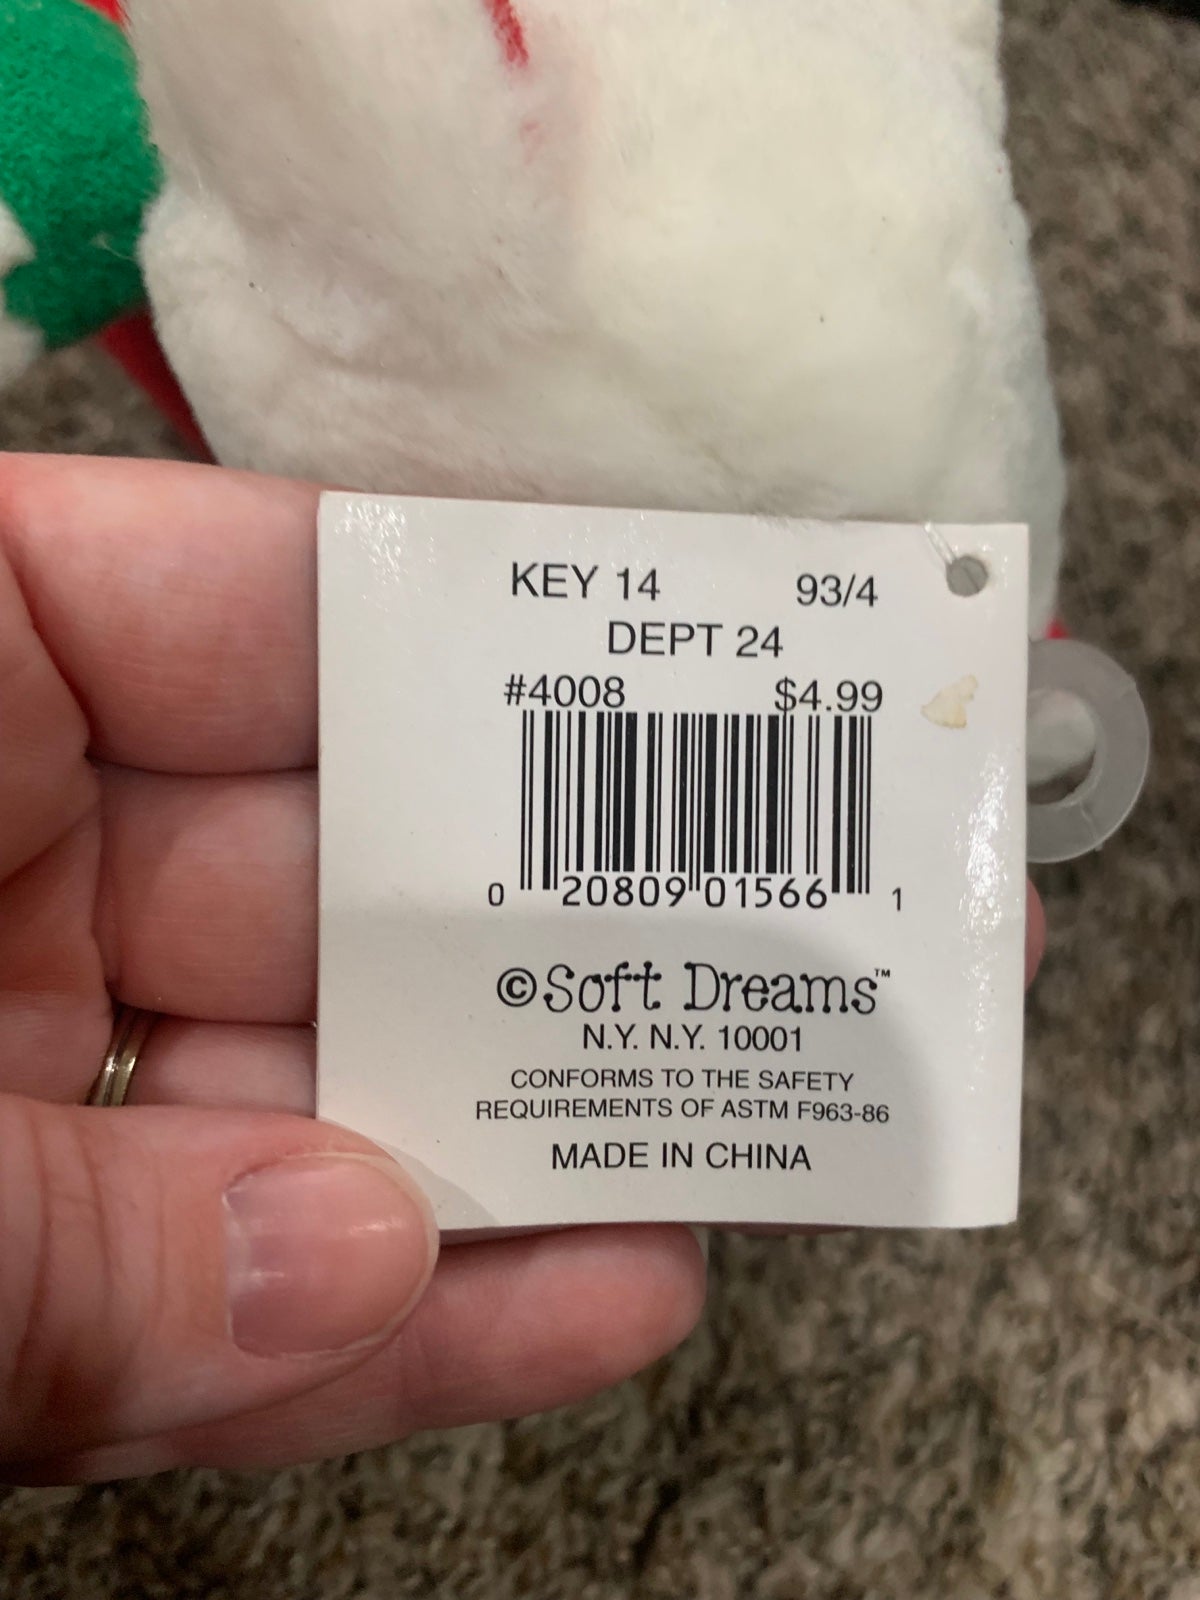 KEY 14 93/4
DEPT 24
#4008 $4.99
0 20809 01566 1
©Soft Dreams™
N.Y. N.Y. 10001
CONFORMS TO THE SAFETY
REQUIREMENTS OF ASTM F963-86
MADE IN CHINA